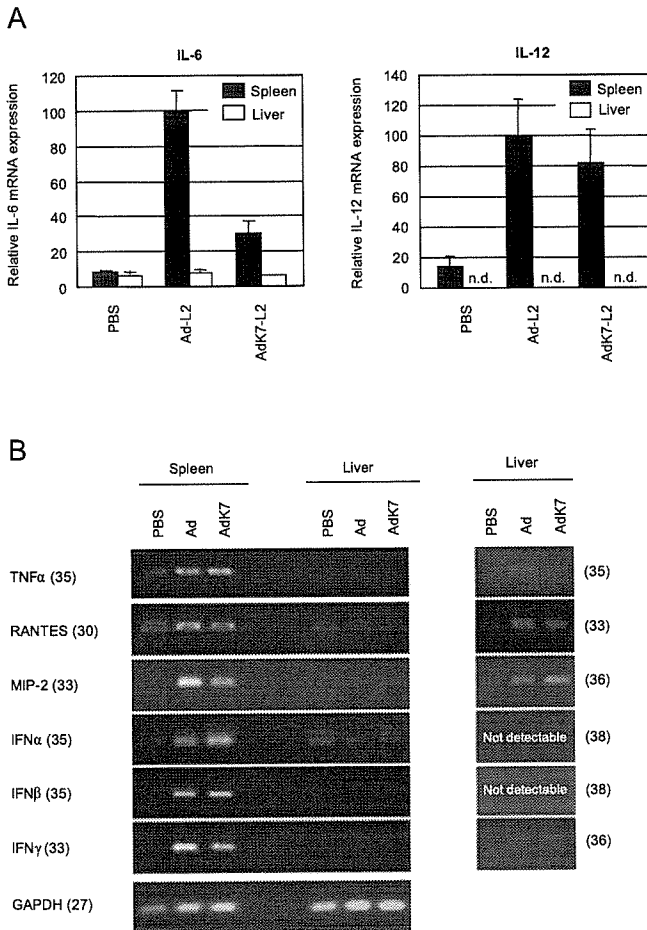 A
IL-6
Relative IL-6 mRNA expression
120
100
80
60
40
20
0
Spleen
Liver
PBS
Ad-L2
AdK7-L2
IL-12
Relative IL-12 mRNA expression
140
120
100
80
60
40
20
0
Spleen
Liver
n.d.
n.d.
n.d.
PBS
Ad-L2
AdK7-L2
B
Spleen
Liver
Liver
PBS
Ad
AdK7
PBS
Ad
AdK7
PBS
Ad
AdK7
TNFα (35)
(35)
RANTES (30)
(33)
MIP-2 (33)
(36)
IFNα (35)
Not detectable
(38)
IFNβ (35)
Not detectable
(38)
IFNγ (33)
(36)
GAPDH (27)